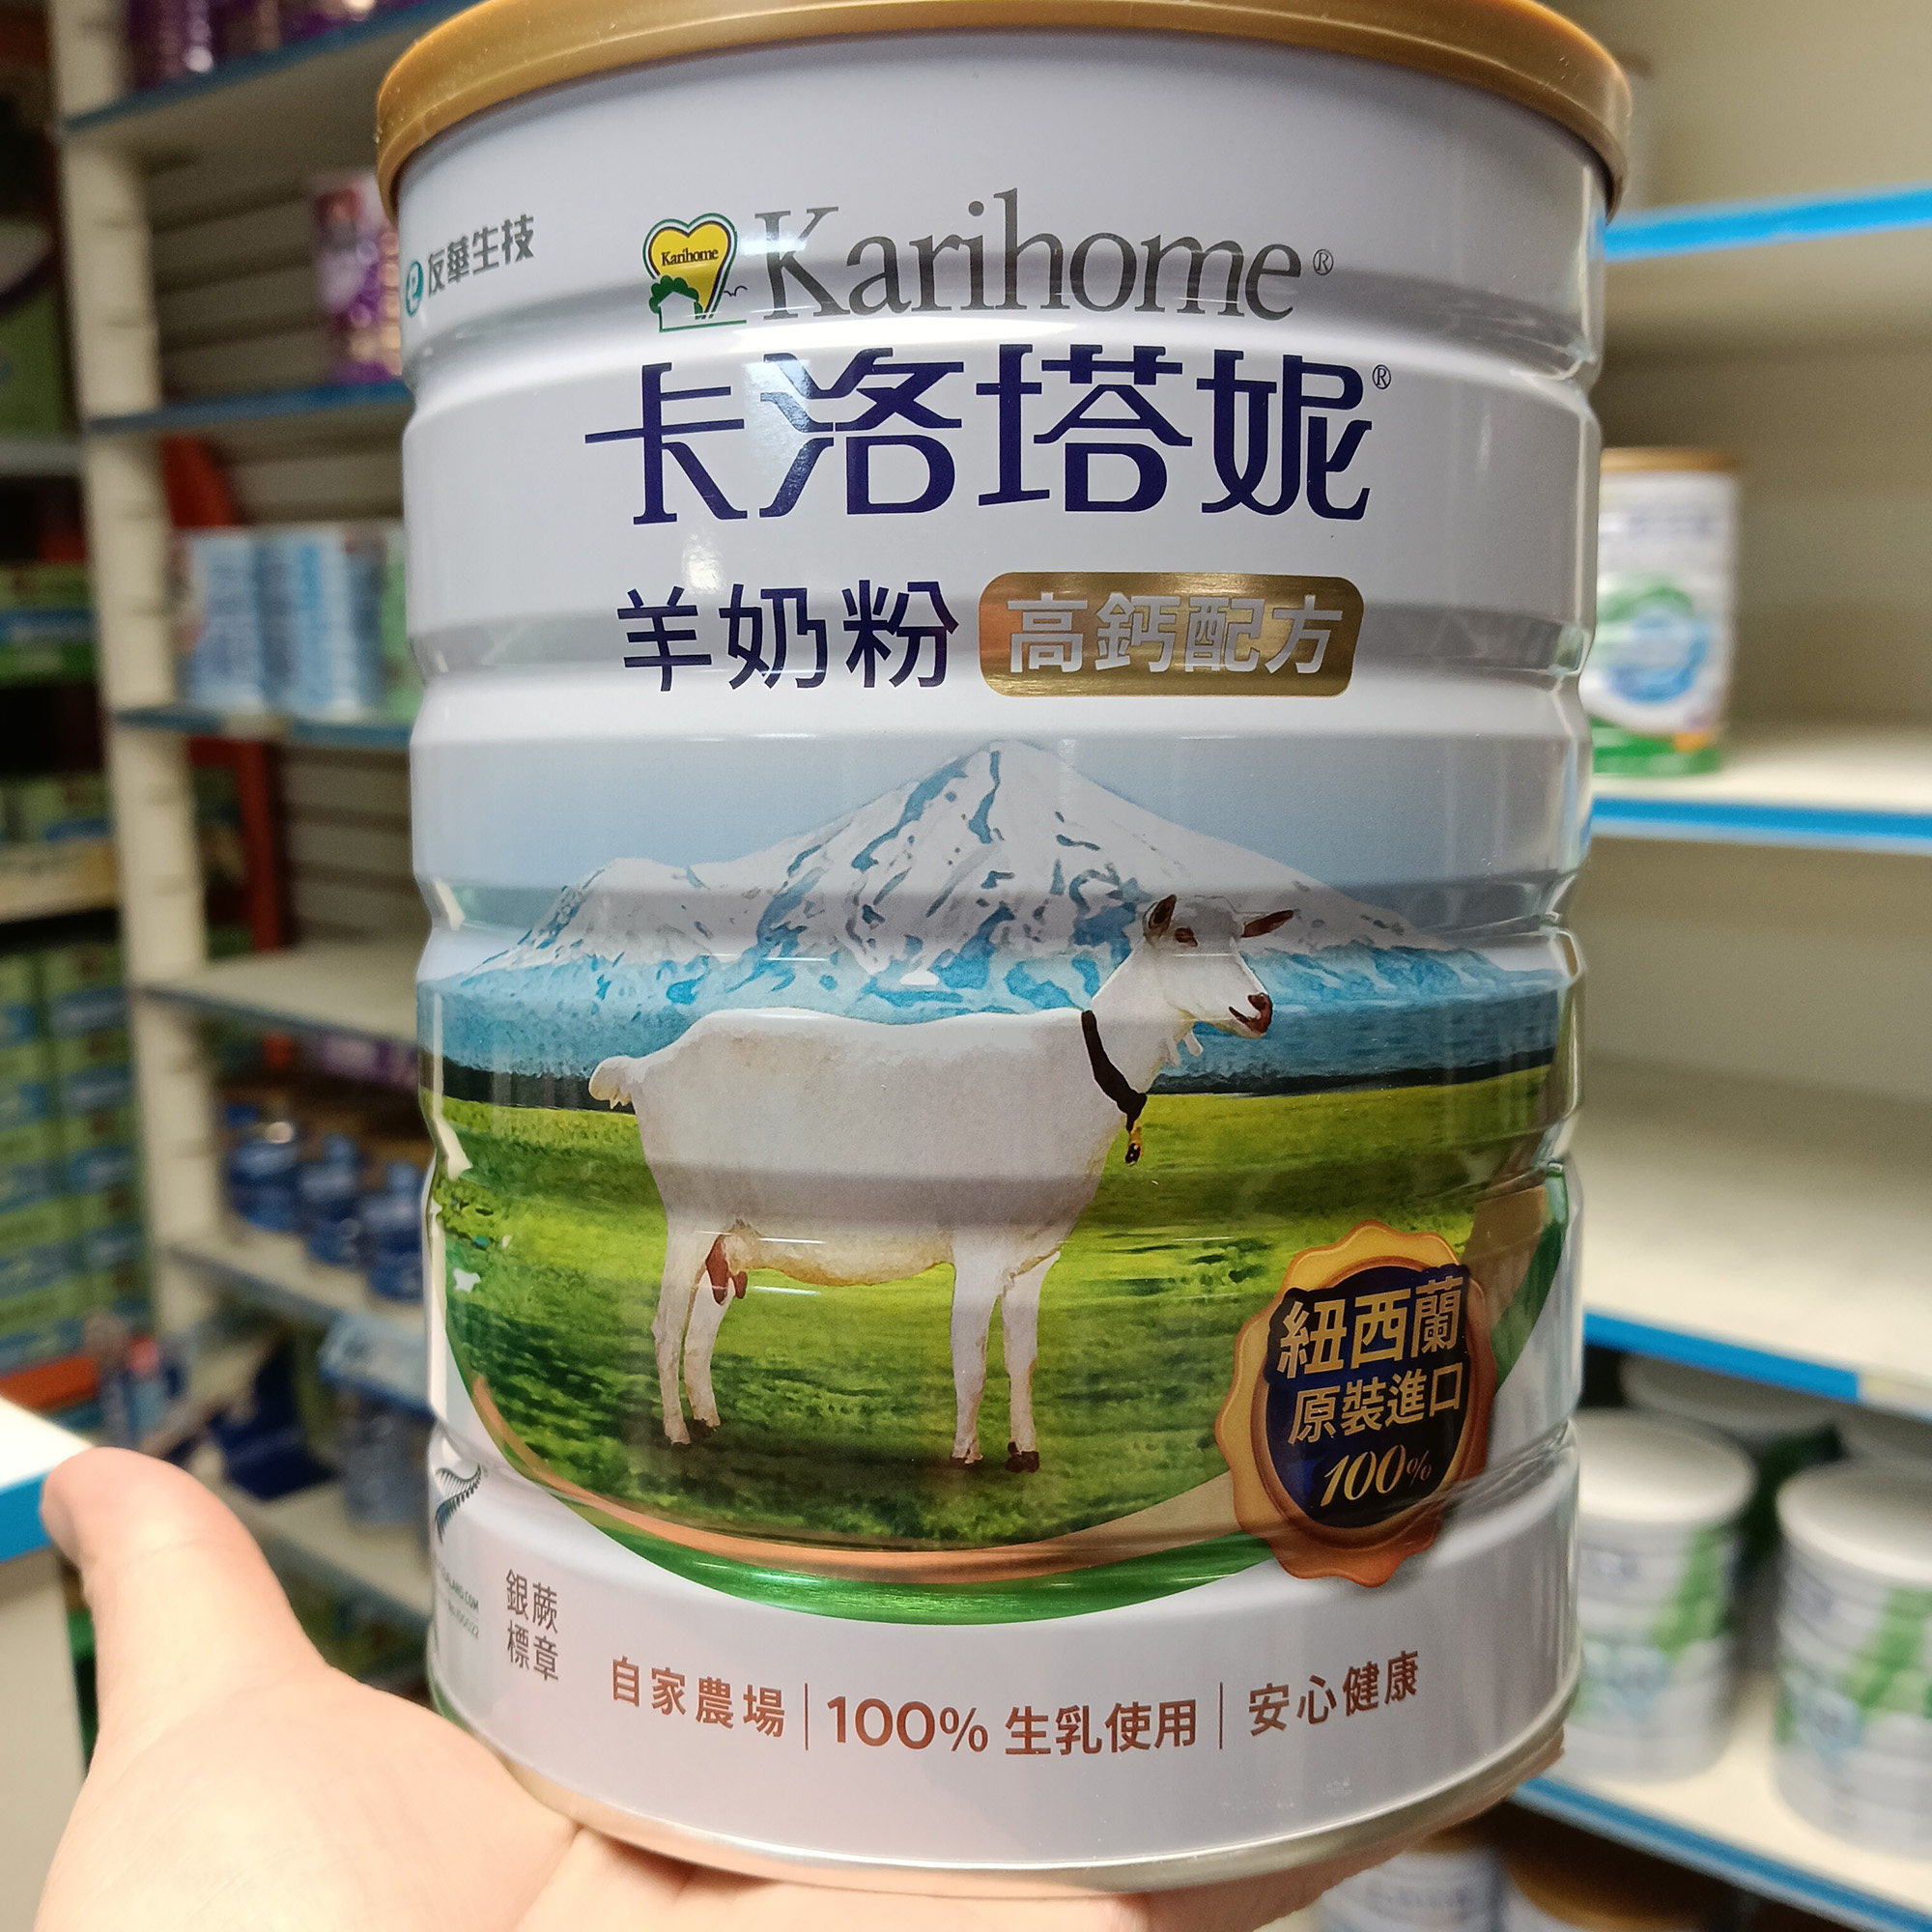 友華生技
Karihome
Karihome®
卡洛塔妮®
羊奶粉 高鈣配方
紐西蘭
原裝進口
100%
銀蕨
標章
自家農場 | 100% 生乳使用 | 安心健康